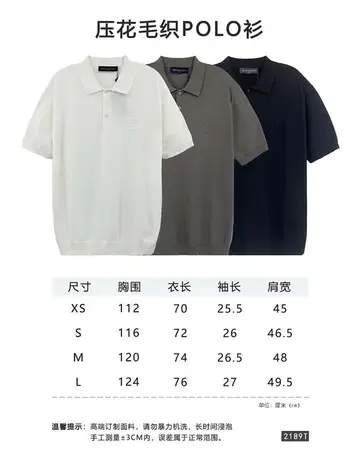 压花毛织POLO衫
尺寸 胸围 衣长 袖长 肩宽
XS 112 70 25.5 45
S 116 72 26 46.5
M 120 74 26.5 48
L 124 76 27 49.5
单位：厘米（cm）
温馨提示：高端订制面料，请勿暴力机洗，长时间浸泡
手工测量±3CM内，误差属于正常范围。
2189T